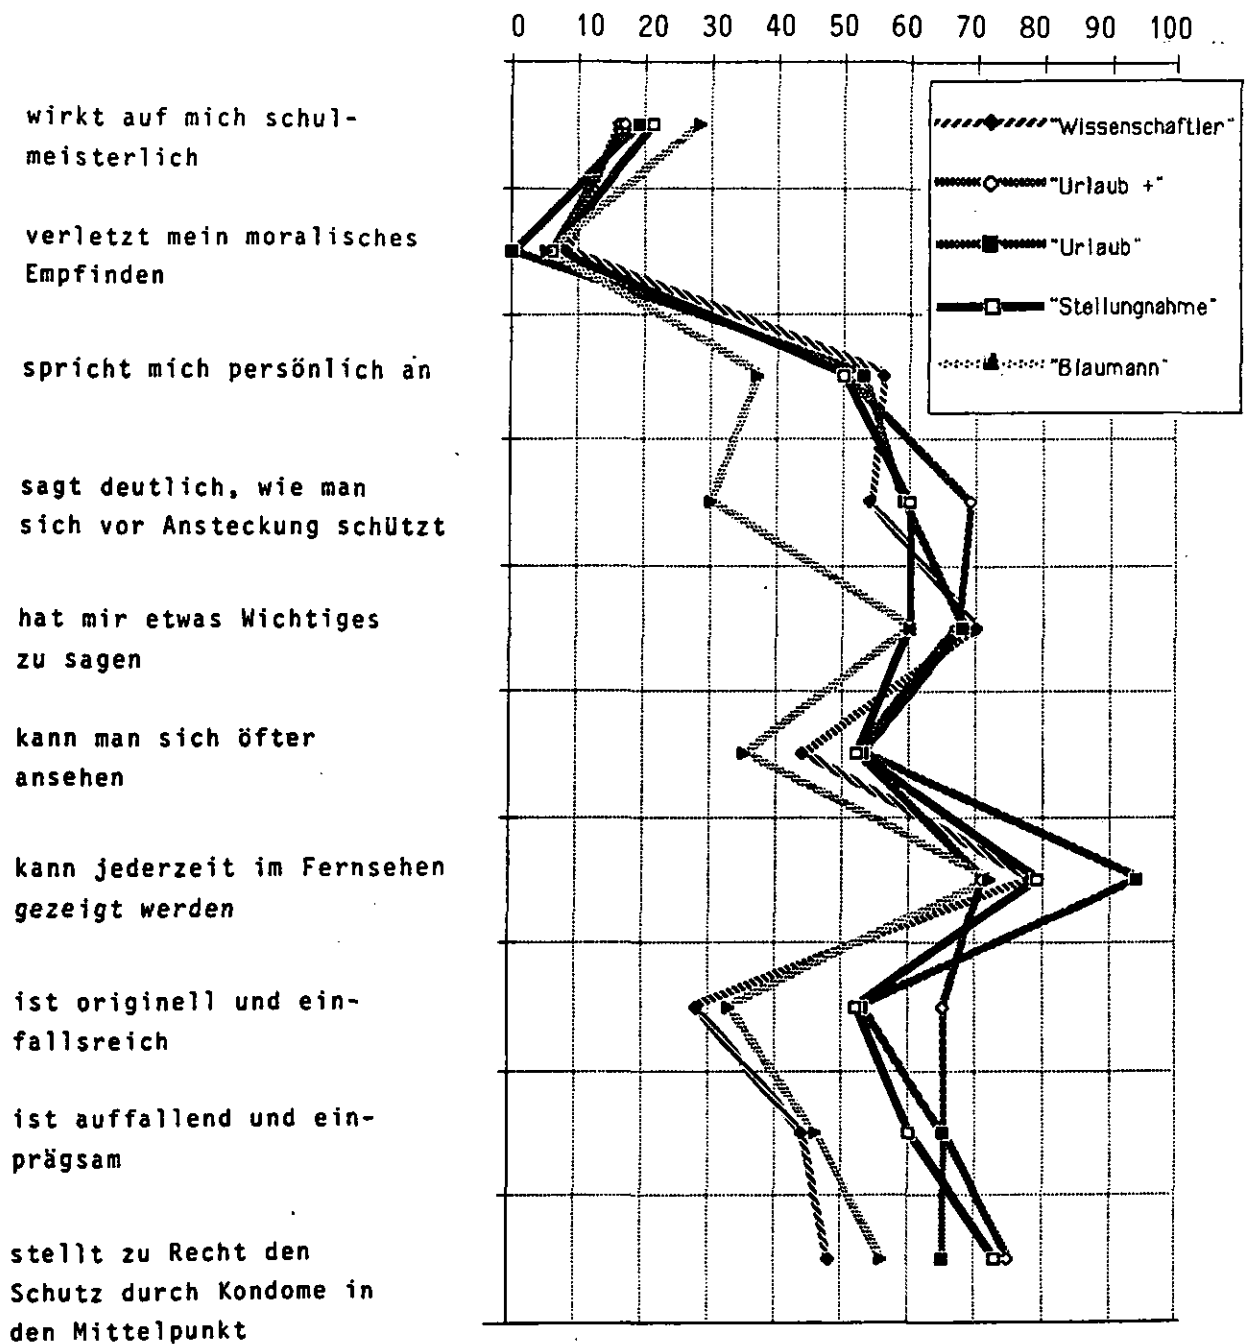 0 10 20 30 40 50 60 70 80 90 100
wirkt auf mich schul-
meisterlich
verletzt mein moralisches
Empfinden
spricht mich persönlich an
sagt deutlich, wie man
sich vor Ansteckung schützt
hat mir etwas Wichtiges
zu sagen
kann man sich öfter
ansehen
kann jederzeit im Fernsehen
gezeigt werden
ist originell und ein-
fallsreich
ist auffallend und ein-
prägsam
stellt zu Recht den
Schutz durch Kondome in
den Mittelpunkt
"Wissenschaftler"
"Urlaub +"
"Urlaub"
"Stellungnahme"
"Blaumann"